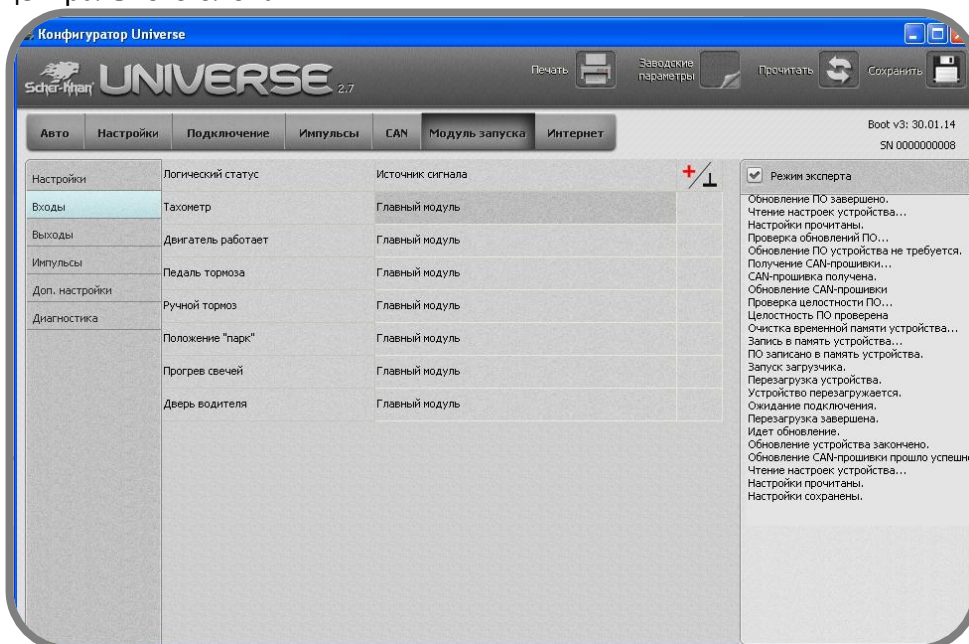 Конфигуратор Universe
Scher-Khan UNIVERSE 2.7
Печать
Заводские
параметры
Прочитать
Сохранить
Авто Настройки Подключение Импульсы CAN Модуль запуска Интернет
Boot v3: 30.01.14
SN 0000000008
Настройки
Входы
Выходы
Импульсы
Доп. настройки
Диагностика
Логический статус Источник сигнала
Тахометр Главный модуль
Двигатель работает Главный модуль
Педаль тормоза Главный модуль
Ручной тормоз Главный модуль
Положение "парк" Главный модуль
Прогрев свечей Главный модуль
Дверь водителя Главный модуль
Режим эксперта
Обновление ПО завершено.
Чтение настроек устройства...
Настройки прочитаны.
Проверка обновлений ПО...
Обновление ПО устройства не требуется.
Получение CAN-прошивки...
CAN-прошивка получена.
Обновление CAN-прошивки
Проверка целостности ПО...
Целостность ПО проверена
Очистка временной памяти устройства...
Запись в память устройства...
ПО записано в память устройства.
Запуск загрузчика.
Перезагрузка устройства.
Устройство перезагружается.
Ожидание подключения.
Перезагрузка завершена.
Идет обновление.
Обновление устройства закончено.
Обновление CAN-прошивки прошло успешн
Чтение настроек устройства...
Настройки прочитаны.
Настройки сохранены.